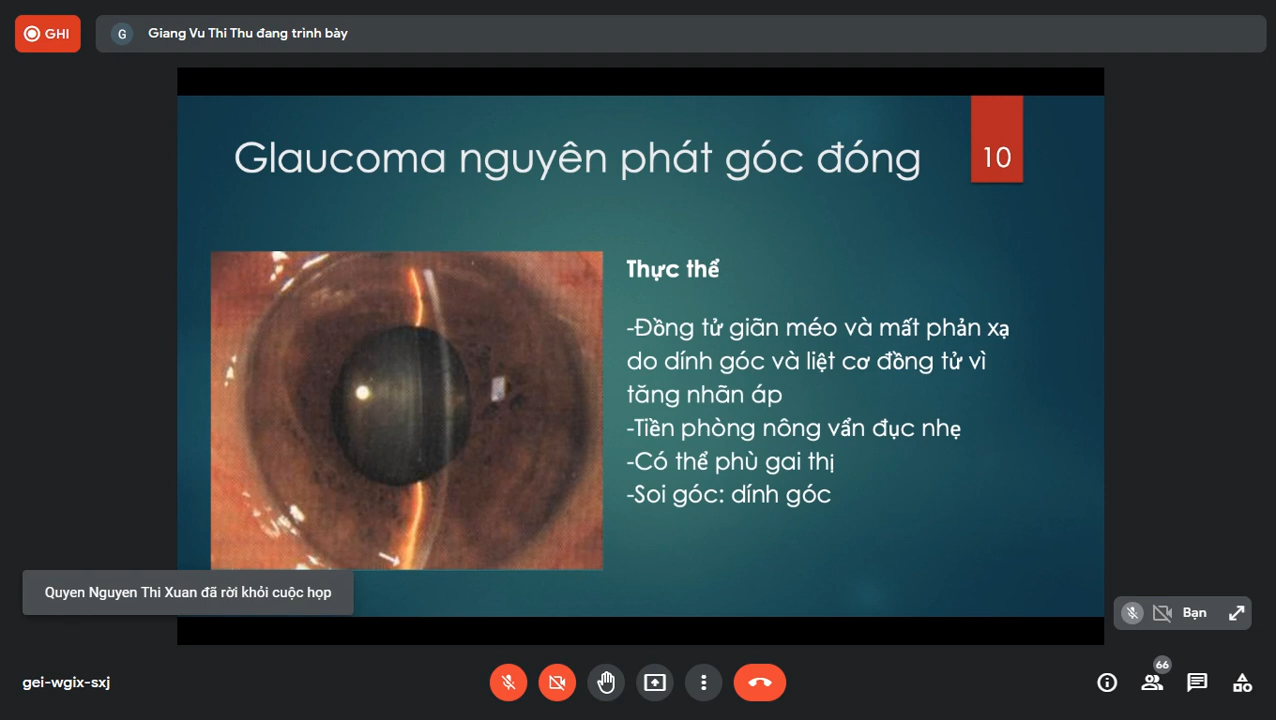 GHI
G
Giang Vu Thi Thu đang trình bày
Glaucoma nguyên phát góc đóng
10
Thực thể
-Đồng tử giãn méo và mất phản xạ
do dính góc và liệt cơ đồng tử vì
tăng nhãn áp
-Tiền phòng nông vẩn đục nhẹ
-Có thể phù gai thị
-Soi góc: dính góc
Quyen Nguyen Thi Xuan đã rời khỏi cuộc họp
Bạn
gei-wgix-sxj
66